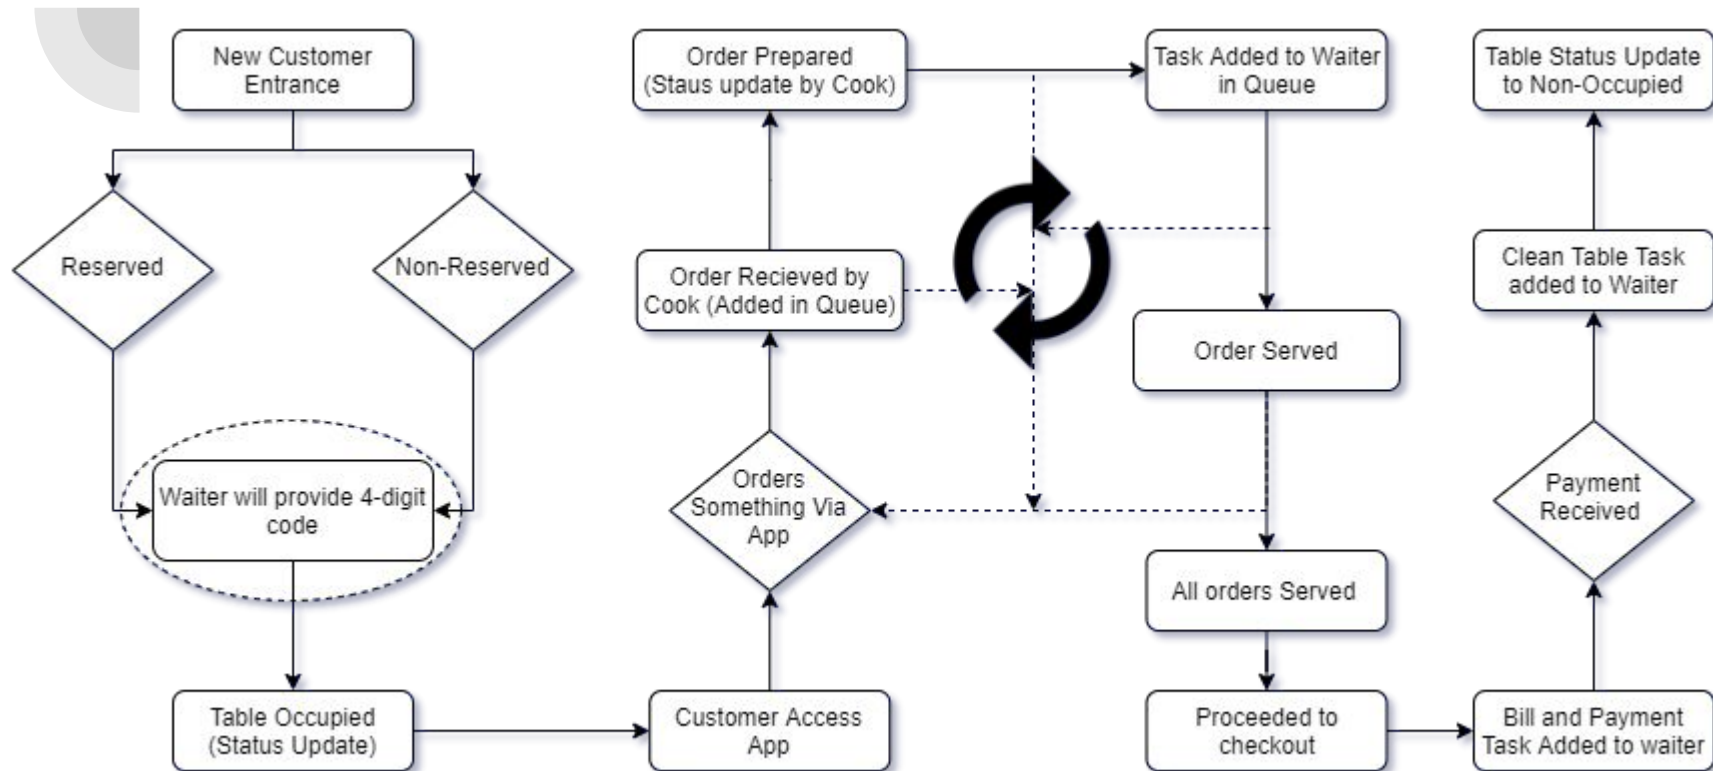 New Customer
Entrance
Reserved
Non-Reserved
Waiter will provide 4-digit
code
Table Occupied
(Status Update)
Customer Access
App
Orders
Something Via
App
Order Recieved by
Cook (Added in Queue)
Order Prepared
(Staus update by Cook)
Task Added to Waiter
in Queue
Order Served
All orders Served
Proceeded to
checkout
Bill and Payment
Task Added to waiter
Payment
Received
Clean Table Task
added to Waiter
Table Status Update
to Non-Occupied